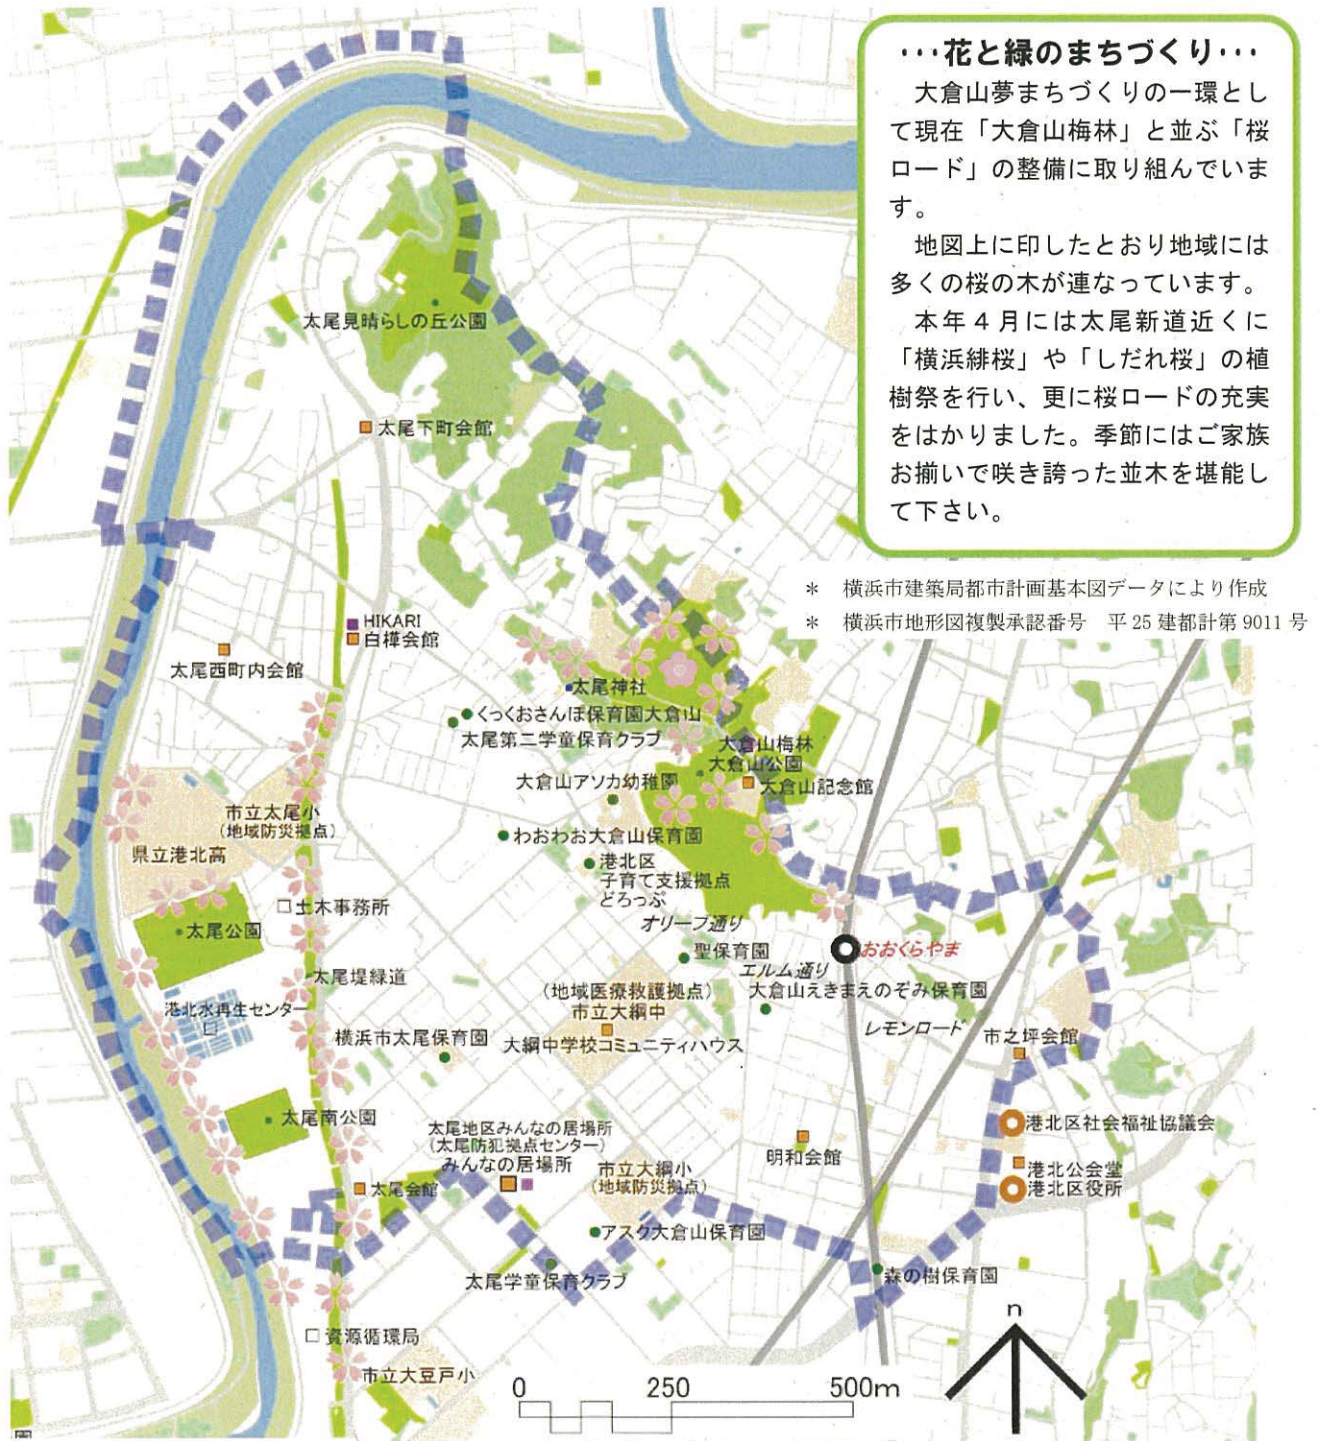 ・・・花と緑のまちづくり・・・
大倉山夢まちづくりの一環とし
て現在「大倉山梅林」と並ぶ「桜
ロード」の整備に取り組んでいま
す。
地図上に印したとおり地域には
多くの桜の木が連なっています。
本年４月には太尾新道近くに
「横浜緋桜」や「しだれ桜」の植
樹祭を行い、更に桜ロードの充実
をはかりました。季節にはご家族
お揃いで咲き誇った並木を堪能し
て下さい。
＊ 横浜市建築局都市計画基本図データにより作成
＊ 横浜市地形図複製承認番号 平 25 建都計第 9011 号
太尾見晴らしの丘公園
太尾下町会館
HIKARI
白樺会館
太尾西町内会館
太尾神社
くっくおさんぽ保育園大倉山
太尾第二学童保育クラブ
大倉山梅林
大倉山公園
大倉山記念館
大倉山アソカ幼稚園
市立太尾小
(地域防災拠点)
県立港北高
わおわお大倉山保育園
港北区
子育て支援拠点
どろっぷ
土木事務所
オリーブ通り
太尾公園
聖保育園
おおくらやま
エルム通り
太尾堤緑道
(地域医療救護拠点)
市立大綱中
大倉山えきまえのぞみ保育園
港北水再生センター
レモンロード
横浜市太尾保育園
大綱中学校コミュニティハウス
市之坪会館
太尾南公園
太尾地区みんなの居場所
(太尾防犯拠点センター)
みんなの居場所
港北区社会福祉協議会
明和会館
市立大綱小
(地域防災拠点)
港北公会堂
港北区役所
太尾会館
アスク大倉山保育園
太尾学童保育クラブ
森の樹保育園
n
資源循環局
市立大豆戸小
0 250 500m
園